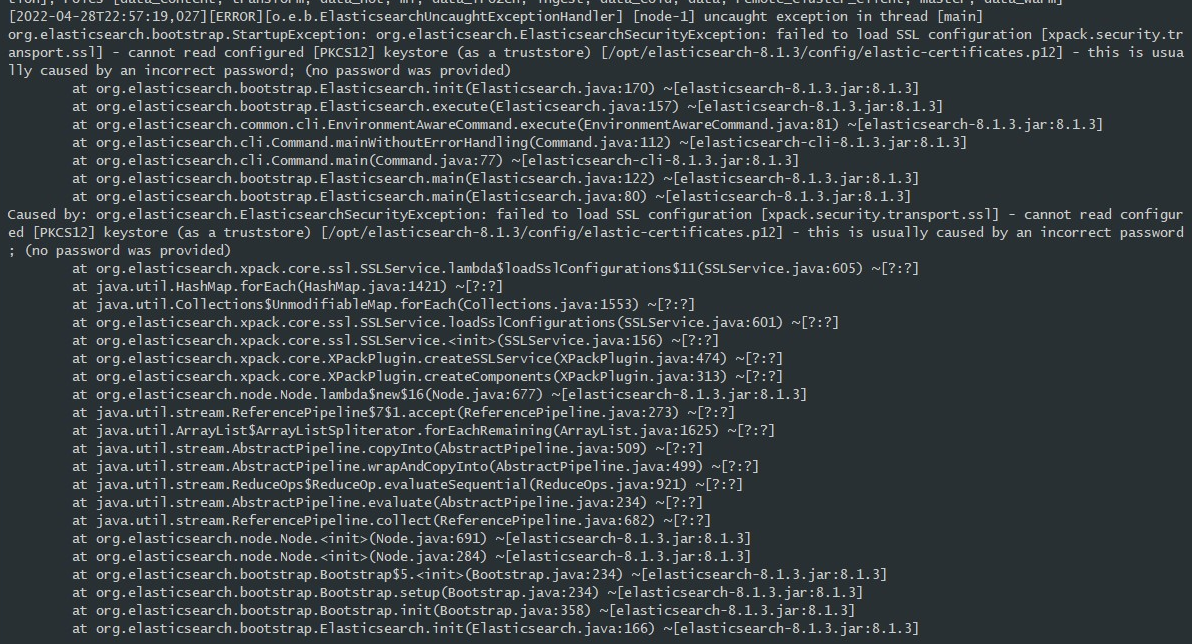 [2022-04-28T22:57:19,027][ERROR][o.e.b.ElasticsearchUncaughtExceptionHandler] [node-1] uncaught exception in thread [main]
org.elasticsearch.bootstrap.StartupException: org.elasticsearch.ElasticsearchSecurityException: failed to load SSL configuration [xpack.security.tr
ansport.ssl] - cannot read configured [PKCS12] keystore (as a truststore) [/opt/elasticsearch-8.1.3/config/elastic-certificates.p12] - this is usua
lly caused by an incorrect password; (no password was provided)
at org.elasticsearch.bootstrap.Elasticsearch.init(Elasticsearch.java:170) ~[elasticsearch-8.1.3.jar:8.1.3]
at org.elasticsearch.bootstrap.Elasticsearch.execute(Elasticsearch.java:157) ~[elasticsearch-8.1.3.jar:8.1.3]
at org.elasticsearch.common.cli.EnvironmentAwareCommand.execute(EnvironmentAwareCommand.java:81) ~[elasticsearch-8.1.3.jar:8.1.3]
at org.elasticsearch.cli.Command.mainWithoutErrorHandling(Command.java:112) ~[elasticsearch-cli-8.1.3.jar:8.1.3]
at org.elasticsearch.cli.Command.main(Command.java:77) ~[elasticsearch-cli-8.1.3.jar:8.1.3]
at org.elasticsearch.bootstrap.Elasticsearch.main(Elasticsearch.java:122) ~[elasticsearch-8.1.3.jar:8.1.3]
at org.elasticsearch.bootstrap.Elasticsearch.main(Elasticsearch.java:80) ~[elasticsearch-8.1.3.jar:8.1.3]
Caused by: org.elasticsearch.ElasticsearchSecurityException: failed to load SSL configuration [xpack.security.transport.ssl] - cannot read configur
ed [PKCS12] keystore (as a truststore) [/opt/elasticsearch-8.1.3/config/elastic-certificates.p12] - this is usually caused by an incorrect password
; (no password was provided)
at org.elasticsearch.xpack.core.ssl.SSLService.lambda$loadSslConfigurations$11(SSLService.java:605) ~[?:?]
at java.util.HashMap.forEach(HashMap.java:1421) ~[?:?]
at java.util.Collections$UnmodifiableMap.forEach(Collections.java:1553) ~[?:?]
at org.elasticsearch.xpack.core.ssl.SSLService.loadSslConfigurations(SSLService.java:601) ~[?:?]
at org.elasticsearch.xpack.core.ssl.SSLService.<init>(SSLService.java:156) ~[?:?]
at org.elasticsearch.xpack.core.XPackPlugin.createSSLService(XPackPlugin.java:474) ~[?:?]
at org.elasticsearch.xpack.core.XPackPlugin.createComponents(XPackPlugin.java:313) ~[?:?]
at org.elasticsearch.node.Node.lambda$new$16(Node.java:677) ~[elasticsearch-8.1.3.jar:8.1.3]
at java.util.stream.ReferencePipeline$7$1.accept(ReferencePipeline.java:273) ~[?:?]
at java.util.ArrayList$ArrayListSpliterator.forEachRemaining(ArrayList.java:1625) ~[?:?]
at java.util.stream.AbstractPipeline.copyInto(AbstractPipeline.java:509) ~[?:?]
at java.util.stream.AbstractPipeline.wrapAndCopyInto(AbstractPipeline.java:499) ~[?:?]
at java.util.stream.ReduceOps$ReduceOp.evaluateSequential(ReduceOps.java:921) ~[?:?]
at java.util.stream.AbstractPipeline.evaluate(AbstractPipeline.java:234) ~[?:?]
at java.util.stream.ReferencePipeline.collect(ReferencePipeline.java:682) ~[?:?]
at org.elasticsearch.node.Node.<init>(Node.java:691) ~[elasticsearch-8.1.3.jar:8.1.3]
at org.elasticsearch.node.Node.<init>(Node.java:284) ~[elasticsearch-8.1.3.jar:8.1.3]
at org.elasticsearch.bootstrap.Bootstrap$5.<init>(Bootstrap.java:234) ~[elasticsearch-8.1.3.jar:8.1.3]
at org.elasticsearch.bootstrap.Bootstrap.setup(Bootstrap.java:234) ~[elasticsearch-8.1.3.jar:8.1.3]
at org.elasticsearch.bootstrap.Bootstrap.init(Bootstrap.java:358) ~[elasticsearch-8.1.3.jar:8.1.3]
at org.elasticsearch.bootstrap.Elasticsearch.init(Elasticsearch.java:166) ~[elasticsearch-8.1.3.jar:8.1.3]